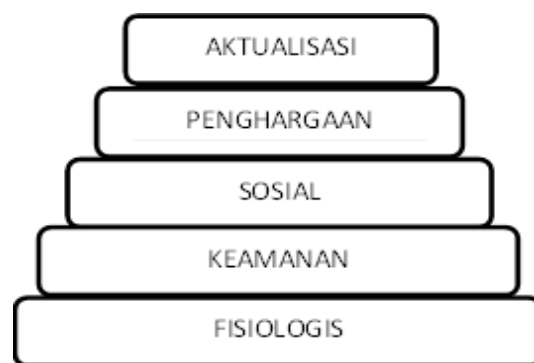 AKTUALISASI
PENGHARGAAN
SOSIAL
KEAMANAN
FISIOLOGIS